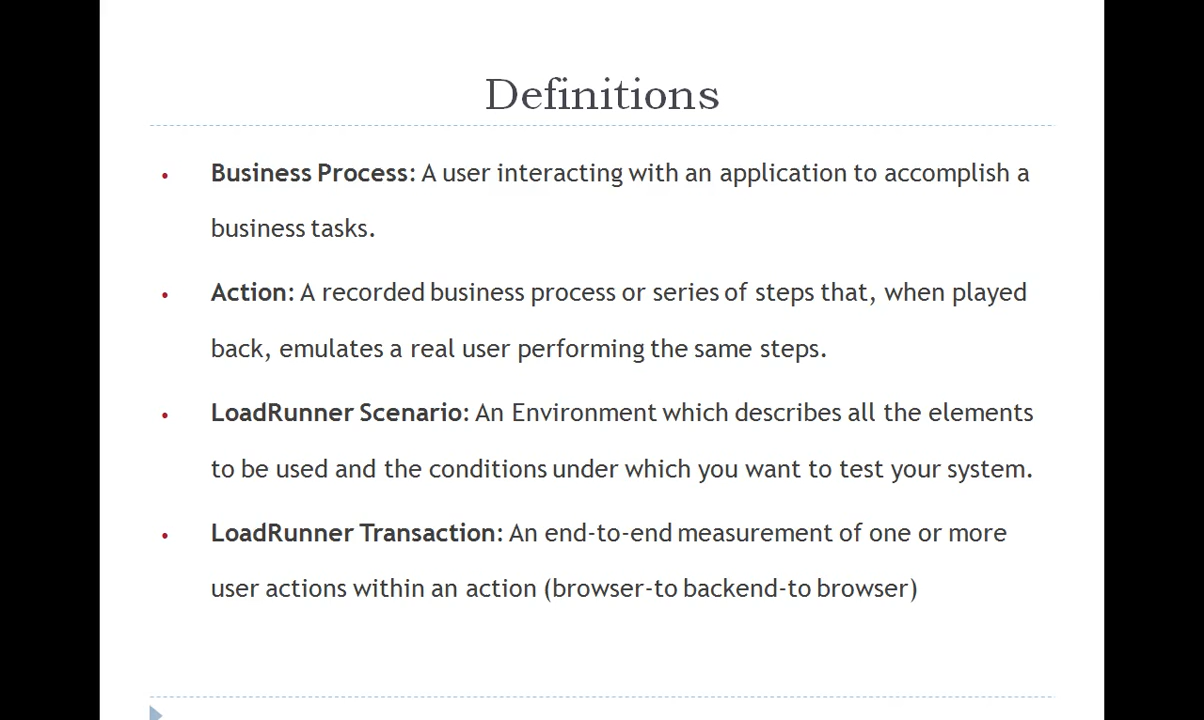 Definitions
• Business Process: A user interacting with an application to accomplish a
business tasks.
• Action: A recorded business process or series of steps that, when played
back, emulates a real user performing the same steps.
• LoadRunner Scenario: An Environment which describes all the elements
to be used and the conditions under which you want to test your system.
• LoadRunner Transaction: An end-to-end measurement of one or more
user actions within an action (browser-to backend-to browser)